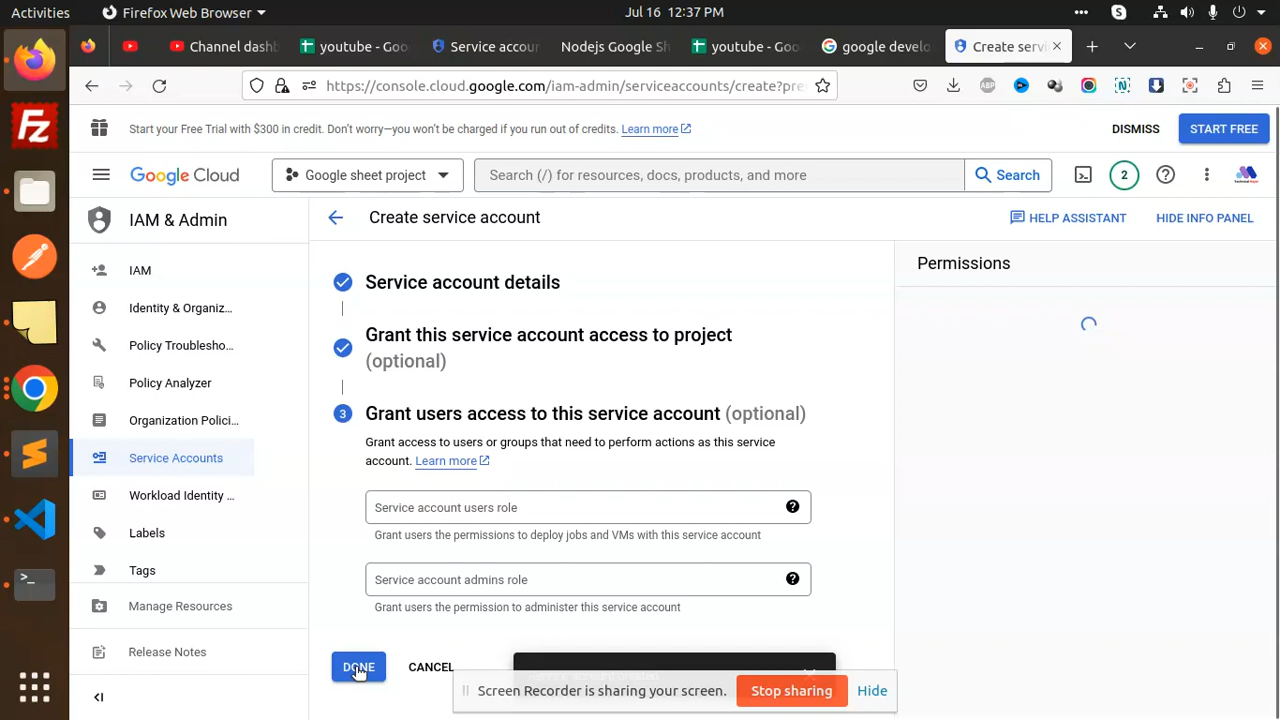 Activities
Firefox Web Browser
Jul 16 12:37 PM
Channel dash
youtube - Goo
Service accou
Nodejs Google Sh
youtube - Goo
google develo
Create servi
https://console.cloud.google.com/iam-admin/serviceaccounts/create?pre
Start your Free Trial with $300 in credit. Don't worry—you won't be charged if you run out of credits. Learn more
DISMISS
START FREE
Google Cloud
Google sheet project
Search (/) for resources, docs, products, and more
Search
2
IAM & Admin
Create service account
HELP ASSISTANT
HIDE INFO PANEL
IAM
Identity & Organiz...
Policy Troublesho...
Policy Analyzer
Organization Polici...
Service Accounts
Workload Identity ...
Labels
Tags
Manage Resources
Release Notes
Service account details
Grant this service account access to project
(optional)
3
Grant users access to this service account (optional)
Grant access to users or groups that need to perform actions as this service
account. Learn more
Service account users role
Grant users the permissions to deploy jobs and VMs with this service account
Service account admins role
Grant users the permission to administer this service account
DONE
CANCEL
Permissions
Service account created
Screen Recorder is sharing your screen.
Stop sharing
Hide